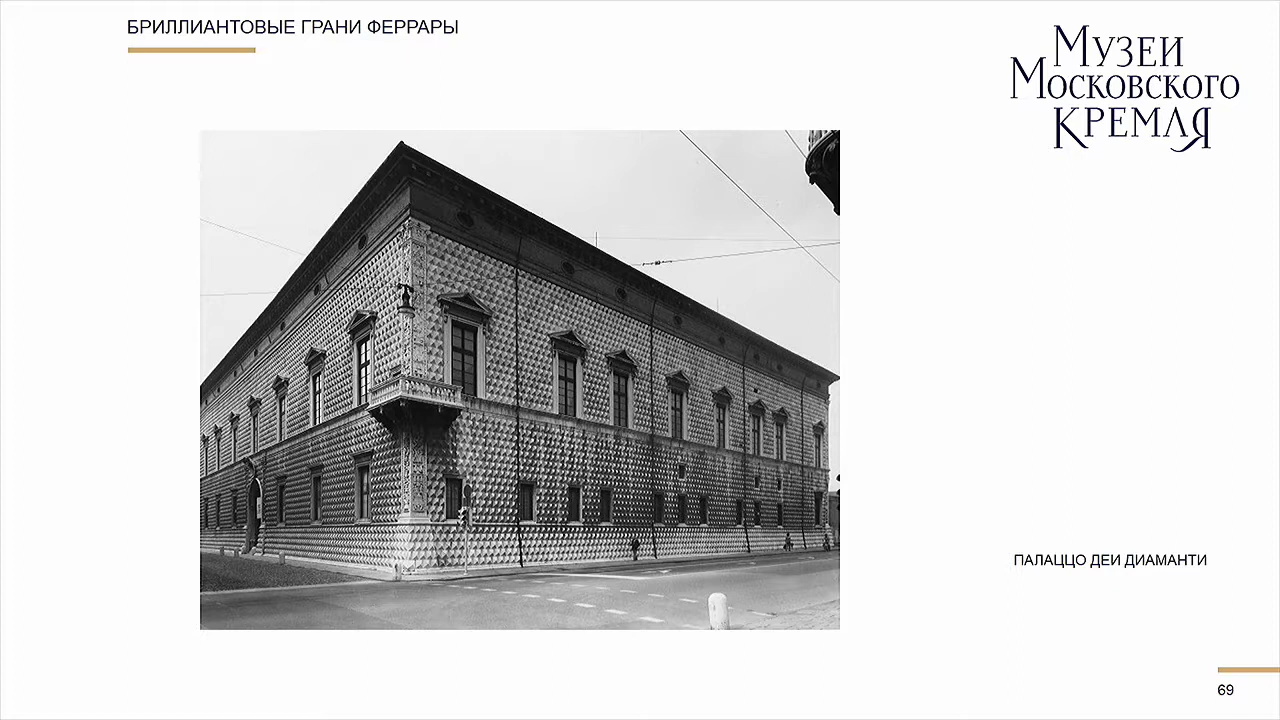 БРИЛЛИАНТОВЫЕ ГРАНИ ФЕРРАРЫ
МУЗЕИ
МОСКОВСКОГО
КРЕМЛЯ
ПАЛАЦЦО ДЕИ ДИАМАНТИ
69